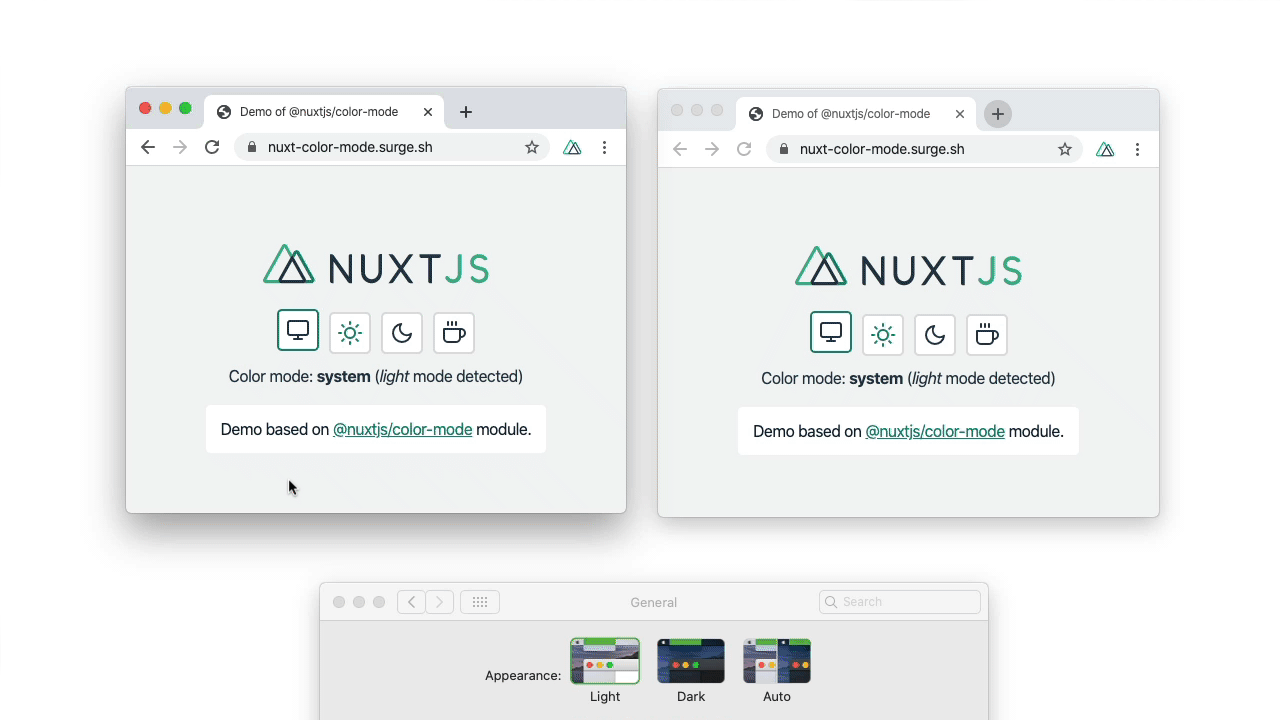 Demo of @nuxtjs/color-mode
nuxt-color-mode.surge.sh
NUXTJS
Color mode: system (light mode detected)
Demo based on @nuxtjs/color-mode module.
Demo of @nuxtjs/color-mode
nuxt-color-mode.surge.sh
NUXTJS
Color mode: system (light mode detected)
Demo based on @nuxtjs/color-mode module.
General
Search
Appearance:
Light
Dark
Auto